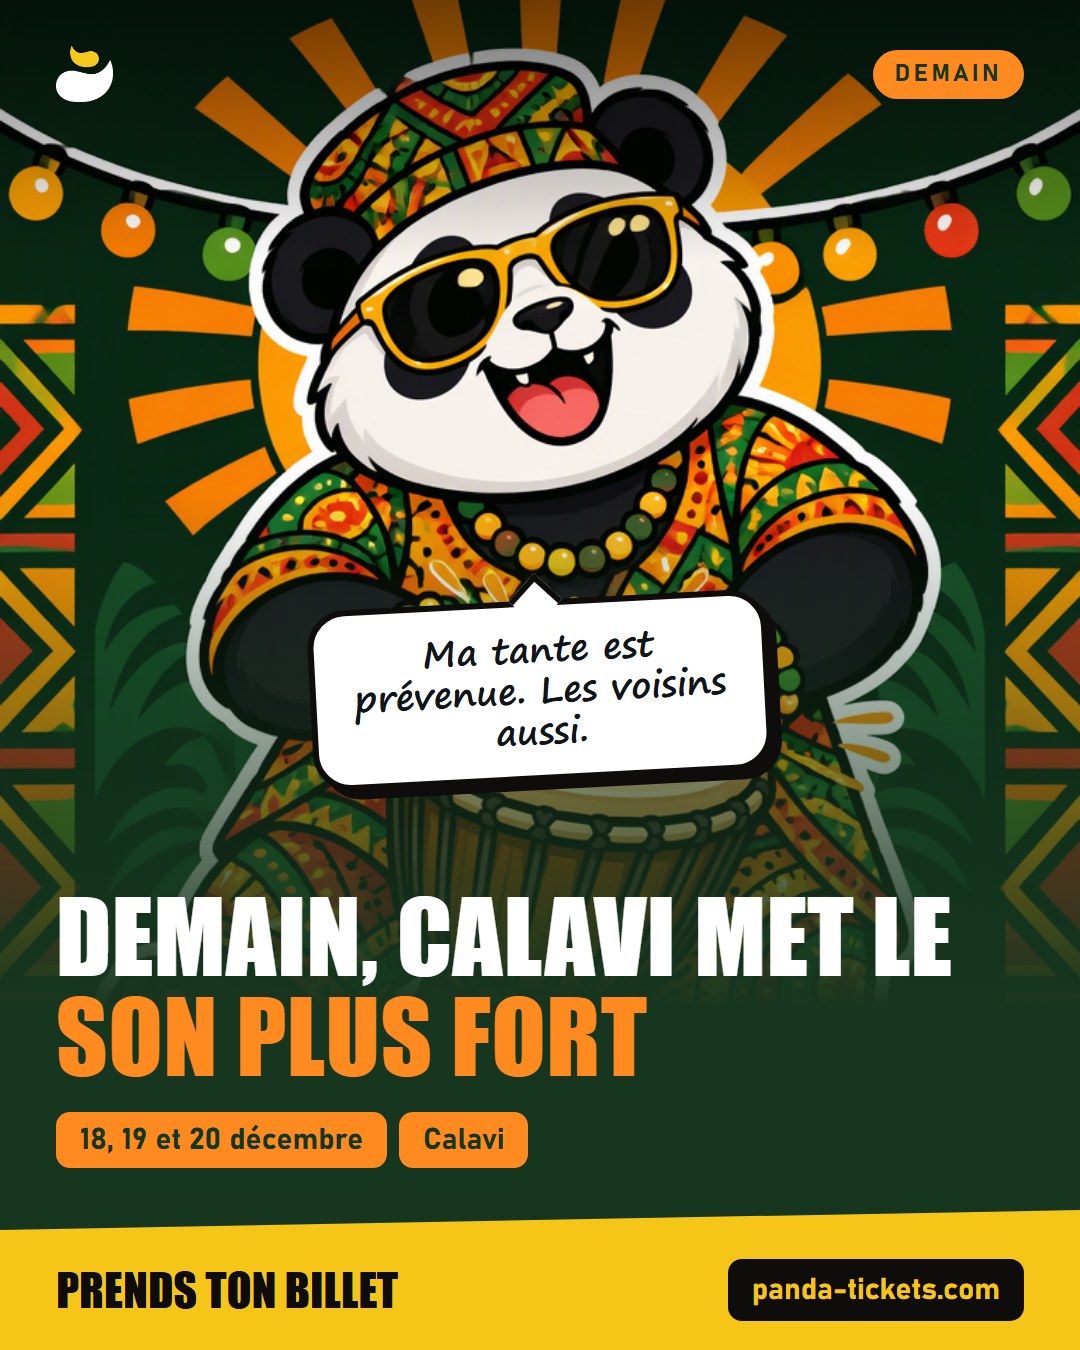 DEMAIN
Ma tante est
prévenue. Les voisins
aussi.
DEMAIN, CALAVI MET LE
SON PLUS FORT
18, 19 et 20 décembre
Calavi
PRENDS TON BILLET
panda-tickets.com